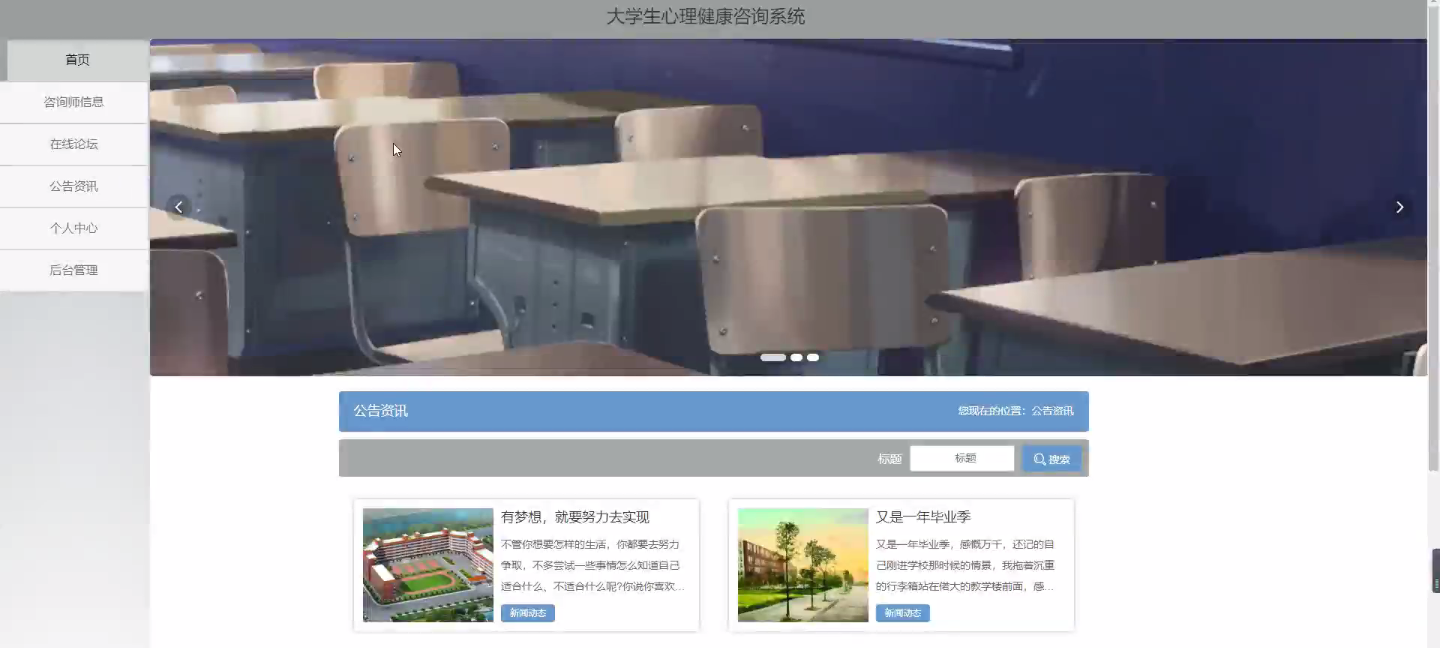 大学生心理健康咨询系统
首页
咨询师信息
在线论坛
公告资讯
个人中心
后台管理
公告资讯
您现在的位置：公告资讯
标题 标题 搜索
有梦想，就要努力去实现
不管你想要怎样的生活，你都要去努力
争取，不多尝试一些事情怎么知道自己
适合什么、不适合什么呢?你说你喜欢...
新闻动态
又是一年毕业季
又是一年毕业季，感慨万千，还记的自
己刚进学校那时候的情景，我拖着沉重
的行李箱站在偌大的教学楼前面，感...
新闻动态